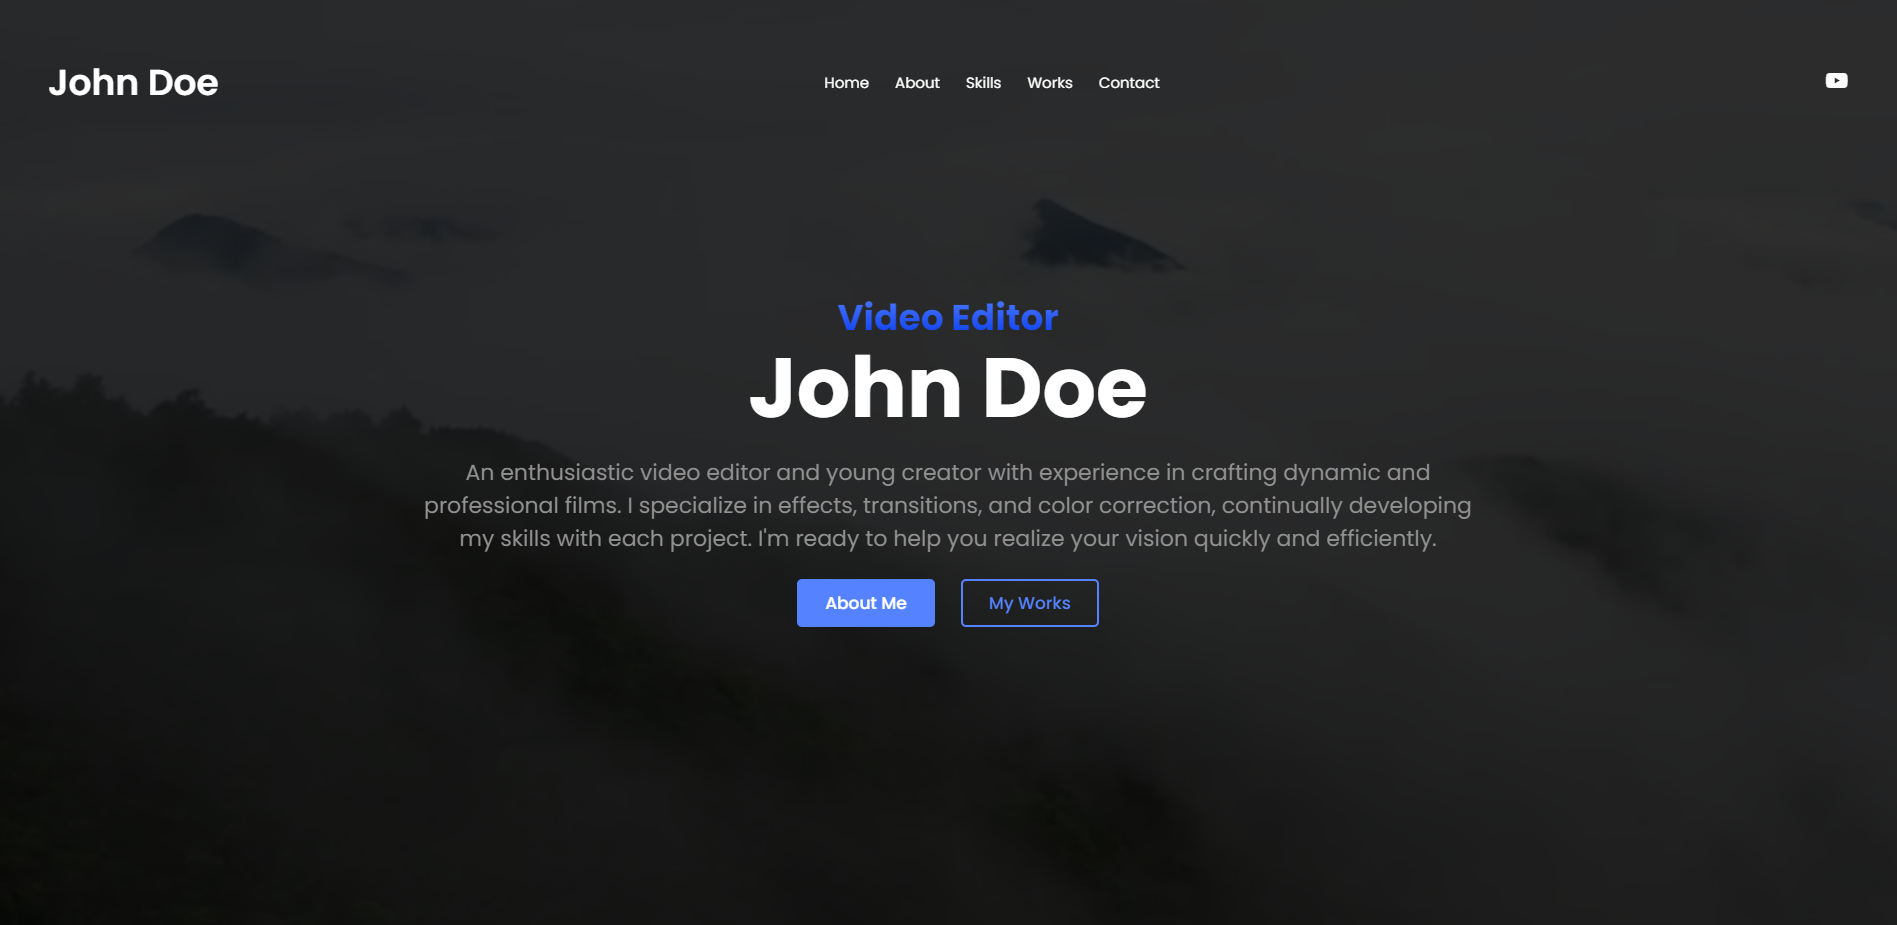 John Doe
Home About Skills Works Contact
Video Editor
John Doe
An enthusiastic video editor and young creator with experience in crafting dynamic and
professional films. I specialize in effects, transitions, and color correction, continually developing
my skills with each project. I'm ready to help you realize your vision quickly and efficiently.
About Me My Works